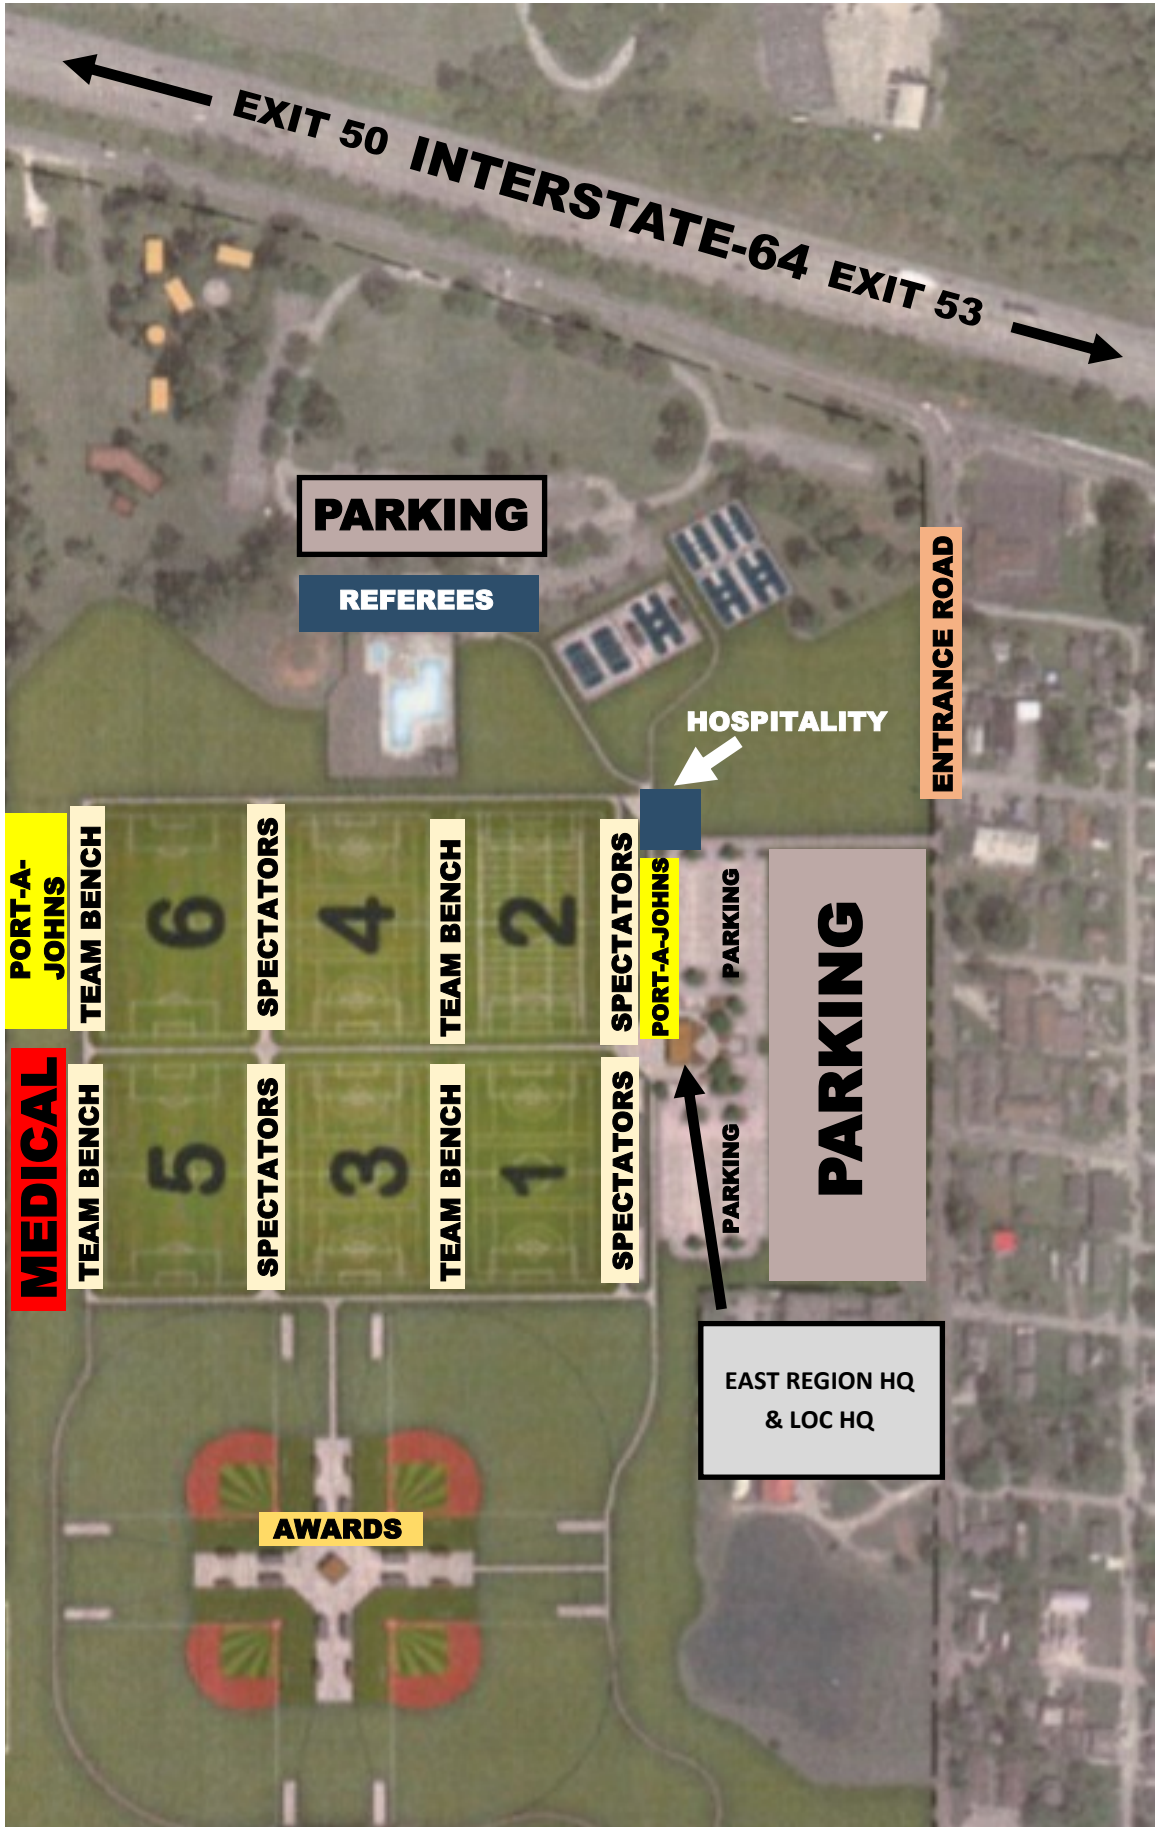 EXIT 50 INTERSTATE-64 EXIT 53
PARKING
REFEREES
ENTRANCE ROAD
HOSPITALITY
PORT-A-
JOHNS
TEAM BENCH
6
SPECTATORS
4
TEAM BENCH
2
SPECTATORS
PORT-A-JOHNS
PARKING
PARKING
MEDICAL
TEAM BENCH
5
SPECTATORS
3
TEAM BENCH
1
SPECTATORS
PARKING
EAST REGION HQ
& LOC HQ
AWARDS